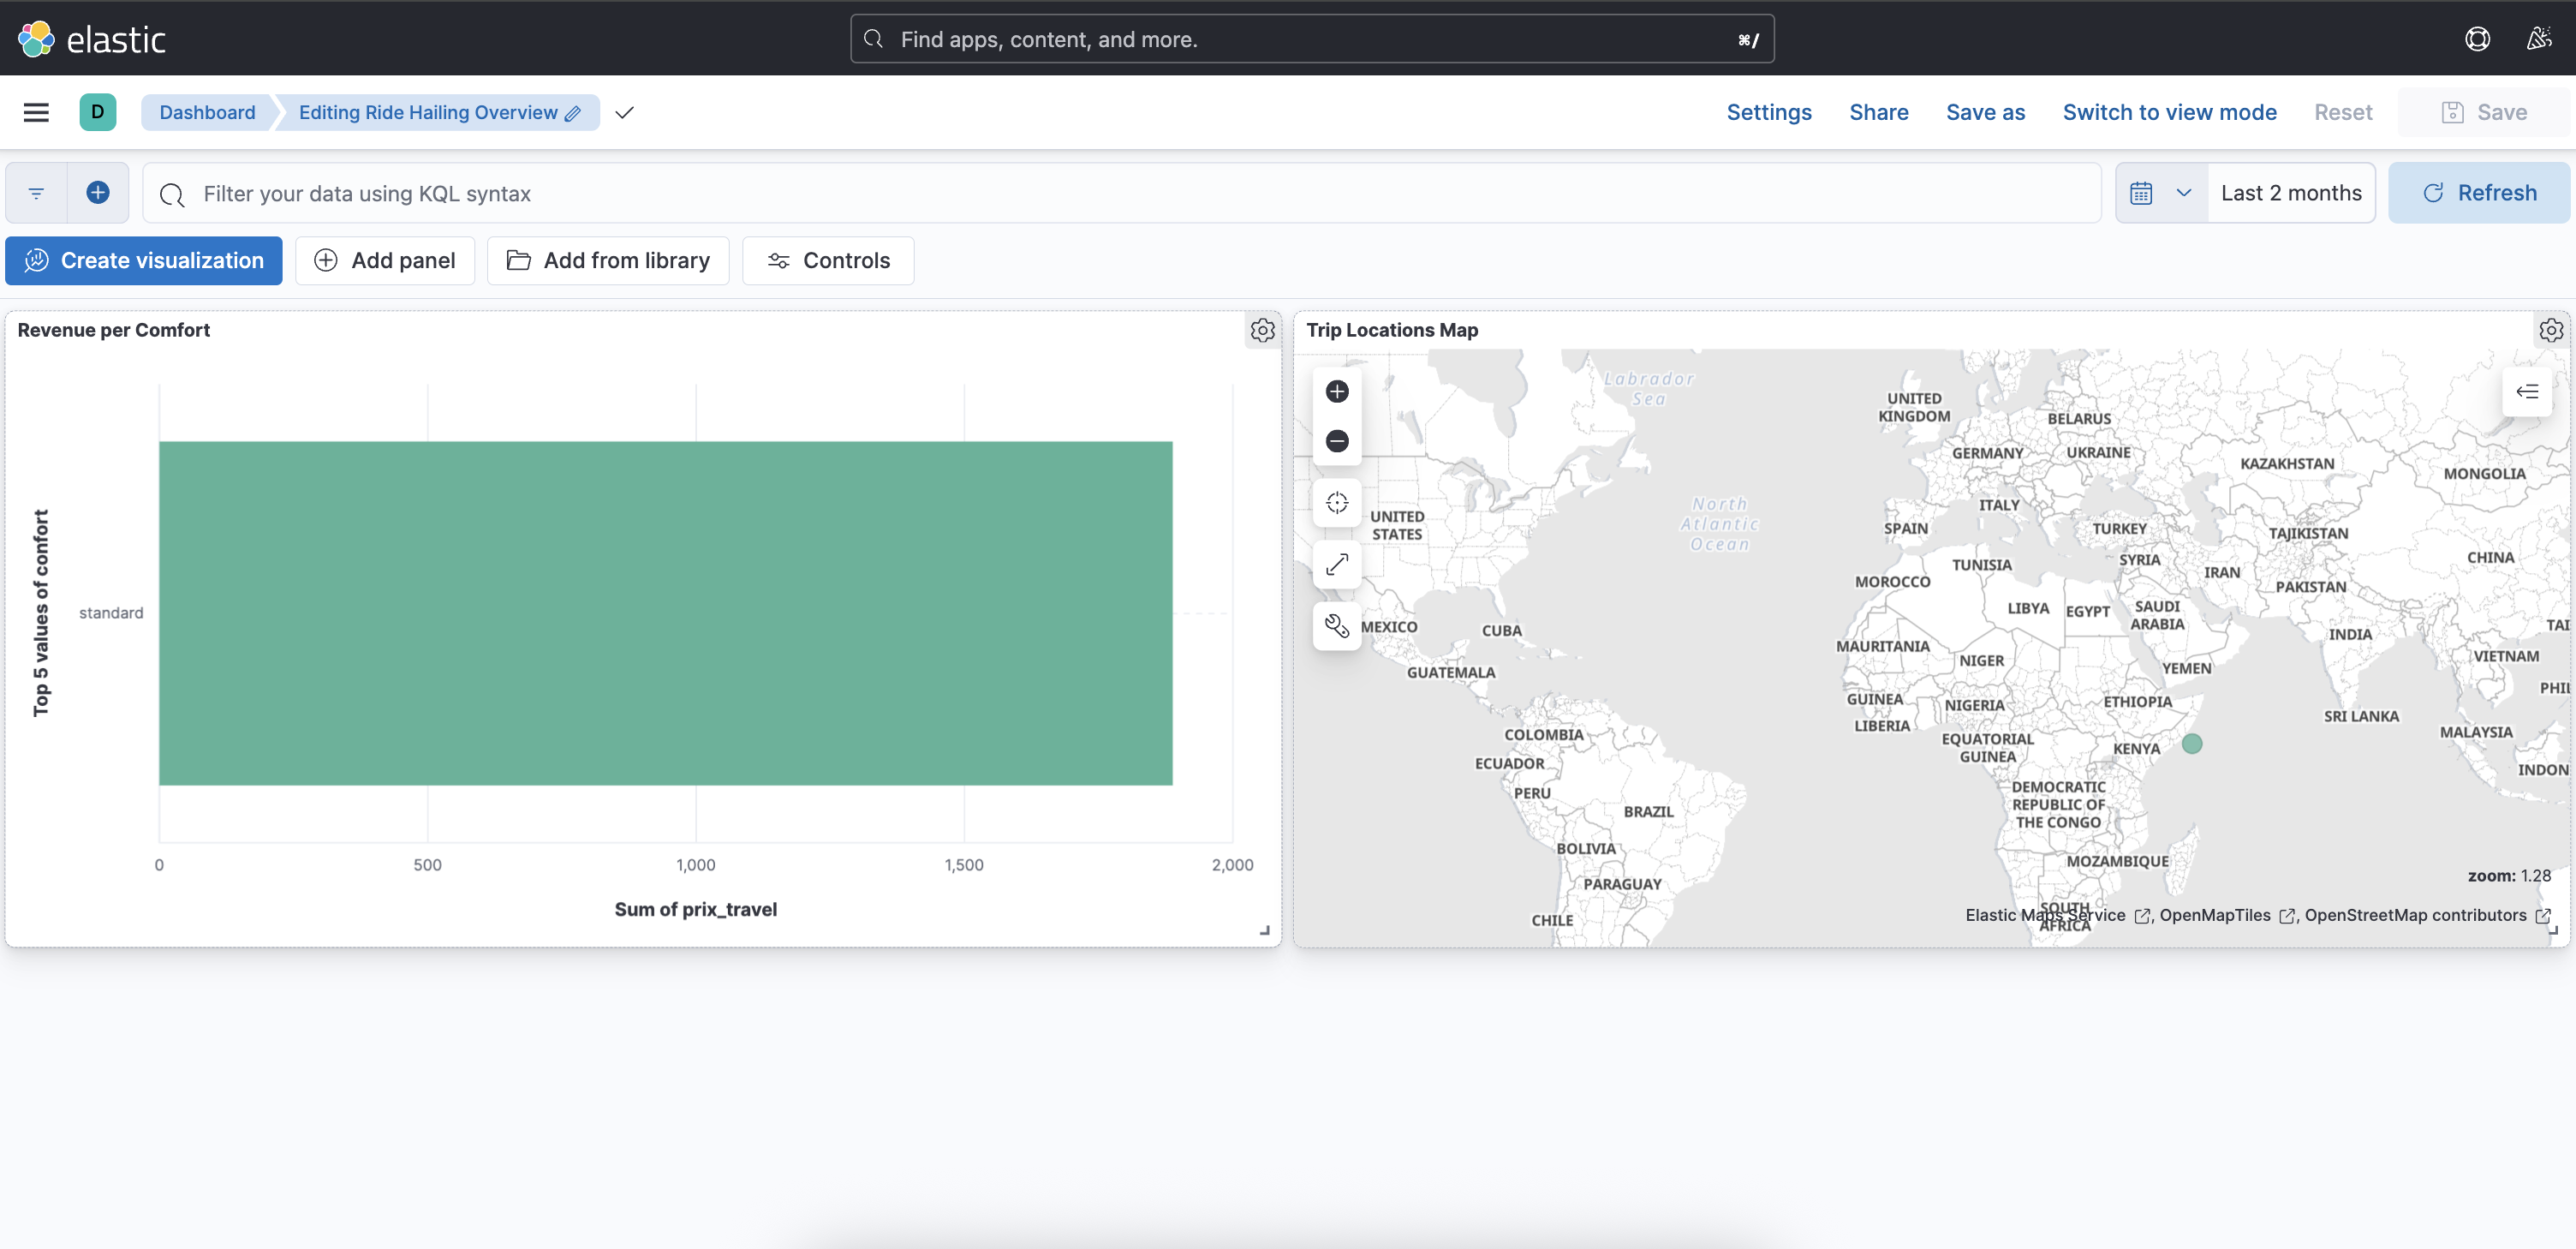 elastic
Find apps, content, and more.
⌘/
D
Dashboard
Editing Ride Hailing Overview
Settings
Share
Save as
Switch to view mode
Reset
Save
Filter your data using KQL syntax
Last 2 months
Refresh
Create visualization
Add panel
Add from library
Controls
Revenue per Comfort
Top 5 values of confort
standard
0
500
1,000
1,500
2,000
Sum of prix_travel
Trip Locations Map
Labrador
Sea
UNITED
KINGDOM
BELARUS
GERMANY
UKRAINE
KAZAKHSTAN
MONGOLIA
North
Atlantic
Ocean
UNITED
STATES
ITALY
SPAIN
TURKEY
TAJIKISTAN
CHINA
SYRIA
TUNISIA
IRAN
MOROCCO
PAKISTAN
LIBYA
EGYPT
SAUDI
ARABIA
MEXICO
CUBA
INDIA
TAI
MAURITANIA
NIGER
VIETNAM
YEMEN
GUATEMALA
PHIL
GUINEA
NIGERIA
ETHIOPIA
SRI LANKA
LIBERIA
MALAYSIA
COLOMBIA
EQUATORIAL
GUINEA
KENYA
ECUADOR
INDON
PERU
DEMOCRATIC
REPUBLIC OF
THE CONGO
BRAZIL
BOLIVIA
MOZAMBIQUE
PARAGUAY
CHILE
SOUTH
AFRICA
zoom: 1.28
Elastic Maps Service , OpenMapTiles , OpenStreetMap contributors